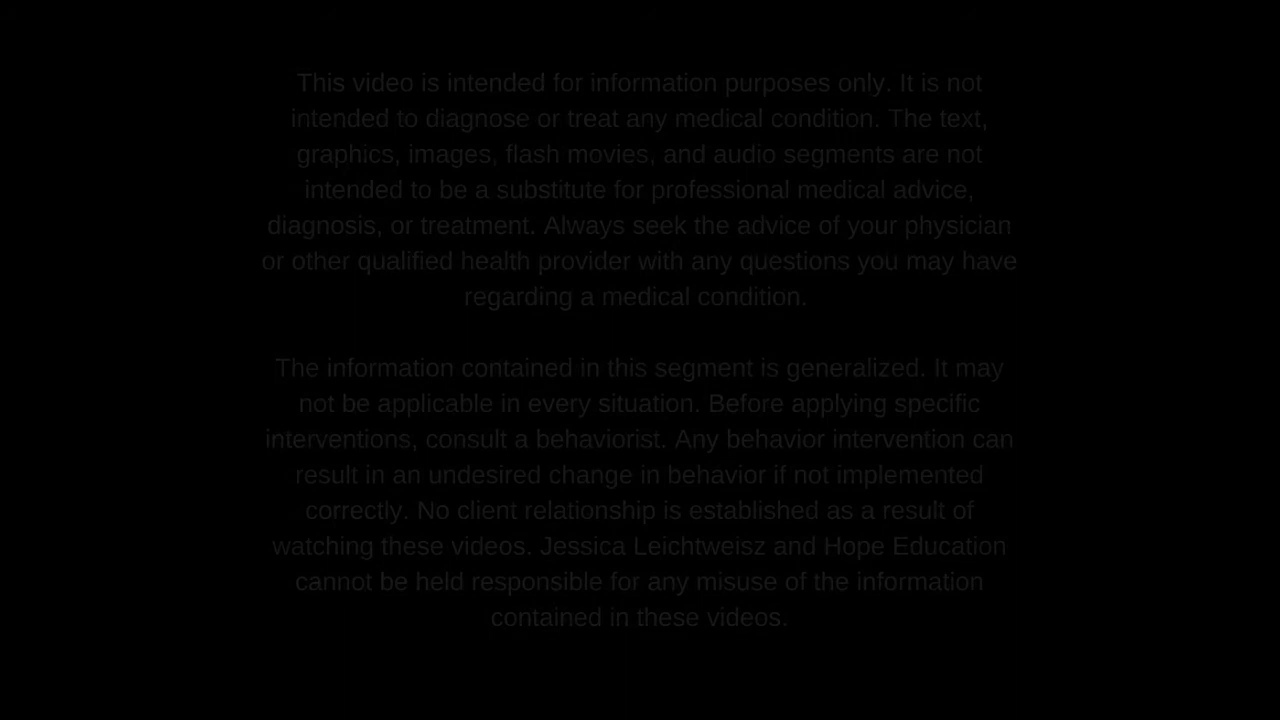 This video is intended for information purposes only. It is not
intended to diagnose or treat any medical condition. The text,
graphics, images, flash movies, and audio segments are not
intended to be a substitute for professional medical advice,
diagnosis, or treatment. Always seek the advice of your physician
or other qualified health provider with any questions you may have
regarding a medical condition.
The information contained in this segment is generalized. It may
not be applicable in every situation. Before applying specific
interventions, consult a behaviorist. Any behavior intervention can
result in an undesired change in behavior if not implemented
correctly. No client relationship is established as a result of
watching these videos. Jessica Leichtweisz and Hope Education
cannot be held responsible for any misuse of the information
contained in these videos.